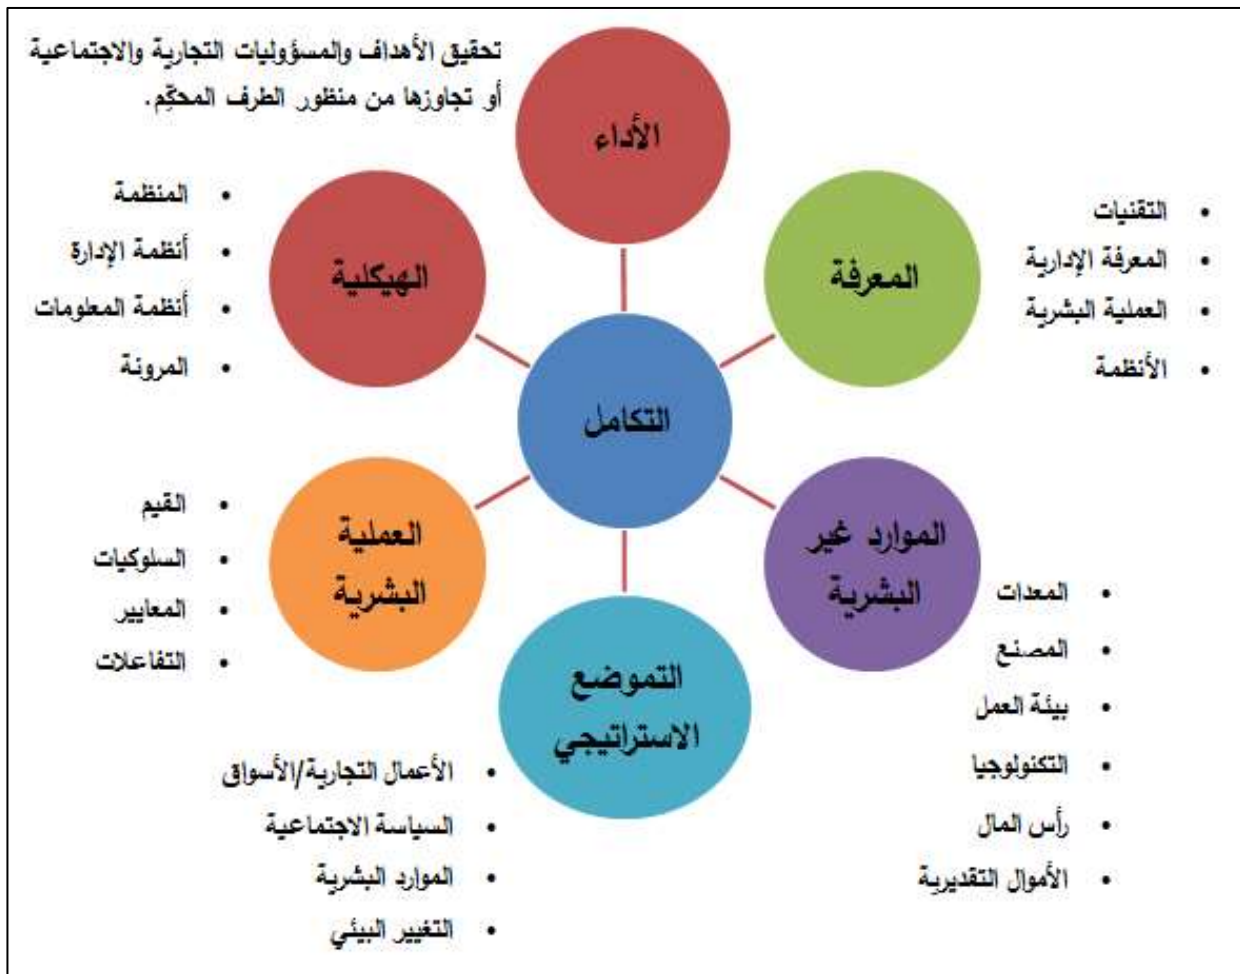 تحقيق الأهداف والمسؤوليات التجارية والاجتماعية
أو تجاوزها من منظور الطرف المحكّم.
الأداء
المعرفة
• التقنيات
• المعرفة الإدارية
• العملية البشرية
• الأنظمة
الهيكلية
• المنظمة
• أنظمة الإدارة
• أنظمة المعلومات
• المرونة
التكامل
الموارد غير
البشرية
• المعدات
• المصنع
• بيئة العمل
• التكنولوجيا
• رأس المال
• الأموال التقديرية
العملية
البشرية
• القيم
• السلوكيات
• المعايير
• التفاعلات
التموضع
الاستراتيجي
• الأعمال التجارية/الأسواق
• السياسة الاجتماعية
• الموارد البشرية
• التغيير البيئي